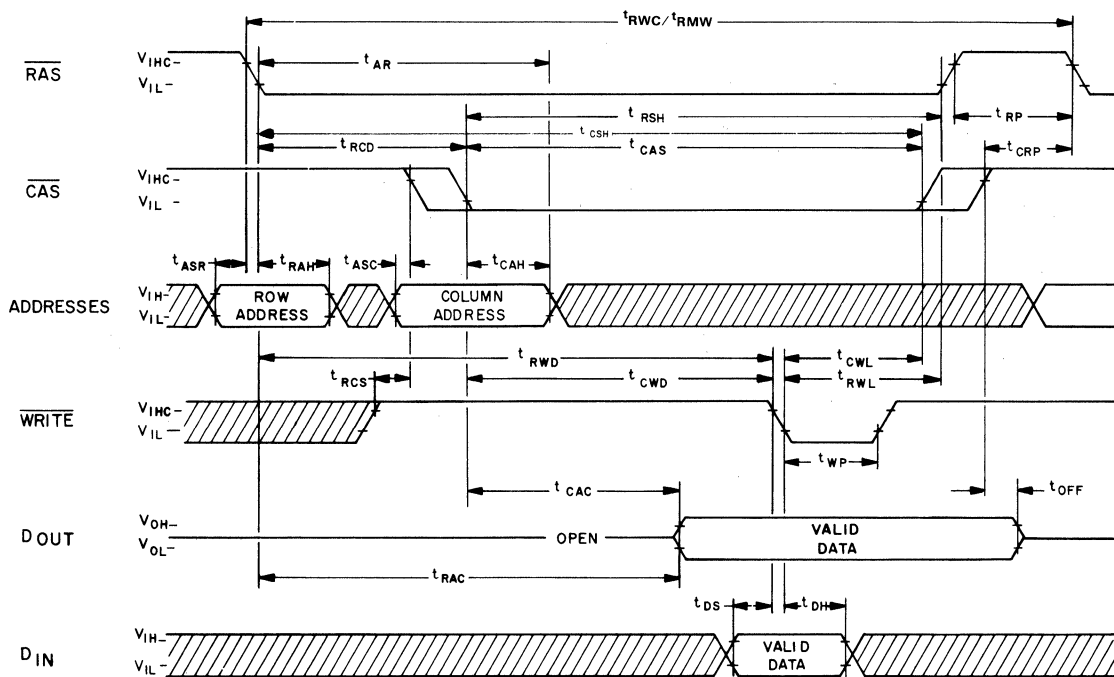 tRWC/tRMW
RAS
VIHC
VIL
tAR
tRSH
tRP
tCSH
tRCD
tCAS
tCRP
CAS
VIHC
VIL
tASR
tRAH
tASC
tCAH
ADDRESSES
VIH
VIL
ROW
ADDRESS
COLUMN
ADDRESS
tRWD
tCWL
tRCS
tCWD
tRWL
WRITE
VIHC
VIL
tWP
tCAC
tOFF
DOUT
VOH
VOL
OPEN
VALID
DATA
tRAC
tDS
tDH
DIN
VIH
VIL
VALID
DATA